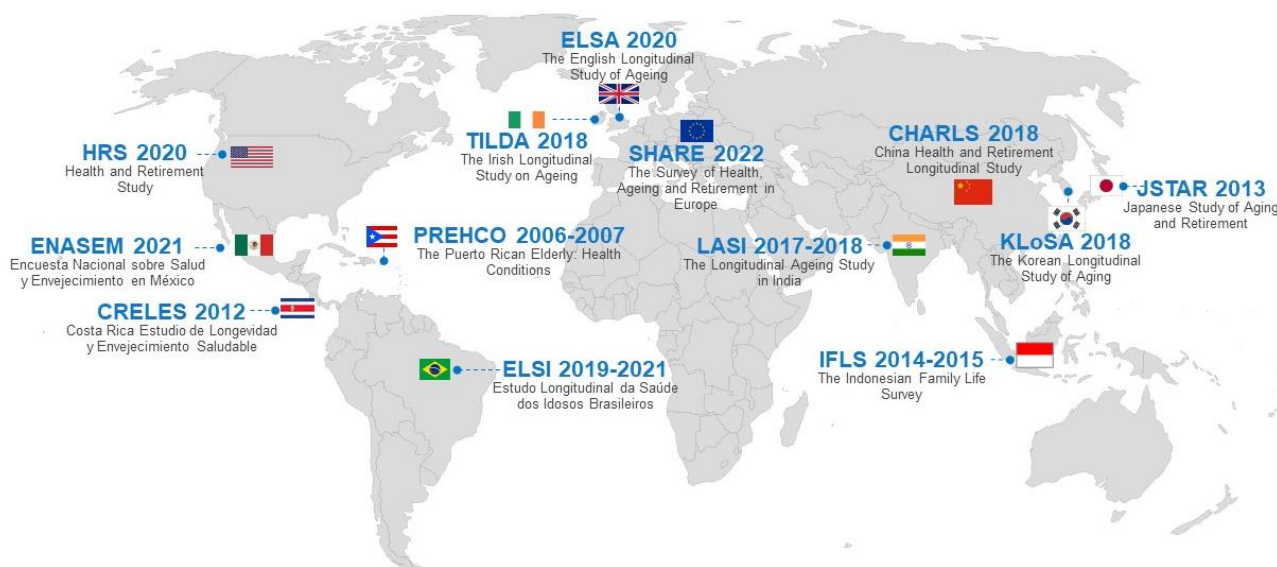 ELSA 2020
The English Longitudinal
Study of Ageing
TILDA 2018
The Irish Longitudinal
Study on Ageing
HRS 2020
Health and Retirement
Study
SHARE 2022
The Survey of Health,
Ageing and Retirement in
Europe
CHARLS 2018
China Health and Retirement
Longitudinal Study
JSTAR 2013
Japanese Study of Aging
and Retirement
ENASEM 2021
Encuesta Nacional sobre Salud
y Envejecimiento en México
PREHCO 2006-2007
The Puerto Rican Elderly: Health
Conditions
LASI 2017-2018
The Longitudinal Ageing Study
in India
KLoSA 2018
The Korean Longitudinal
Study of Aging
CRELES 2012
Costa Rica Estudio de Longevidad
y Envejecimiento Saludable
ELSI 2019-2021
Estudo Longitudinal da Saúde
dos Idosos Brasileiros
IFLS 2014-2015
The Indonesian Family Life
Survey